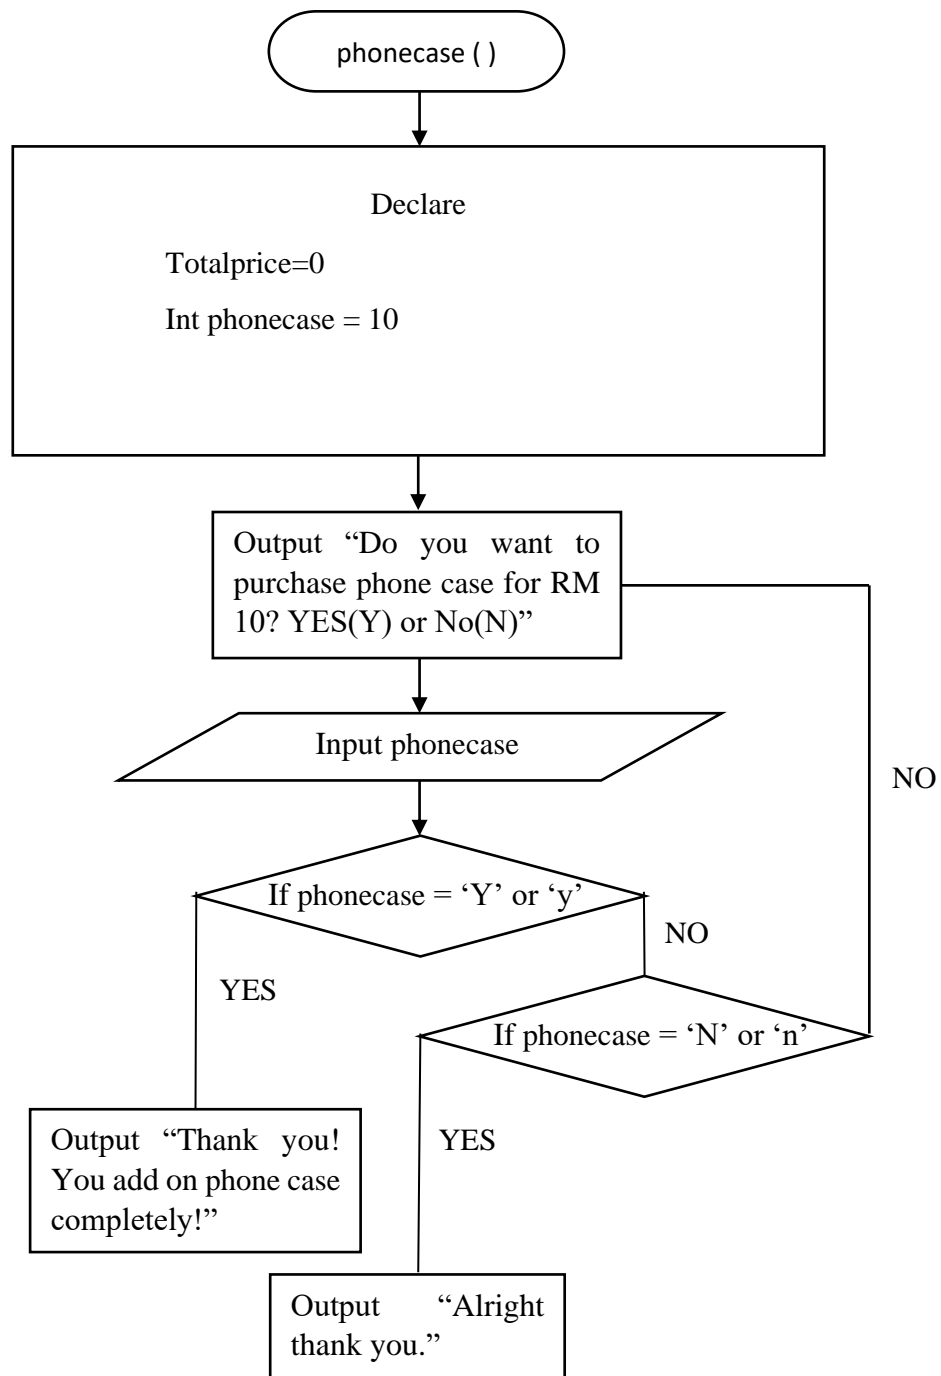 phonecase ( )
Declare
Totalprice=0
Int phonecase = 10
Output “Do you want to
purchase phone case for RM
10? YES(Y) or No(N)”
Input phonecase
NO
If phonecase = ‘Y’ or ‘y’
NO
YES
If phonecase = ‘N’ or ‘n’
Output “Thank you!
You add on phone case
completely!”
YES
Output “Alright
thank you.”